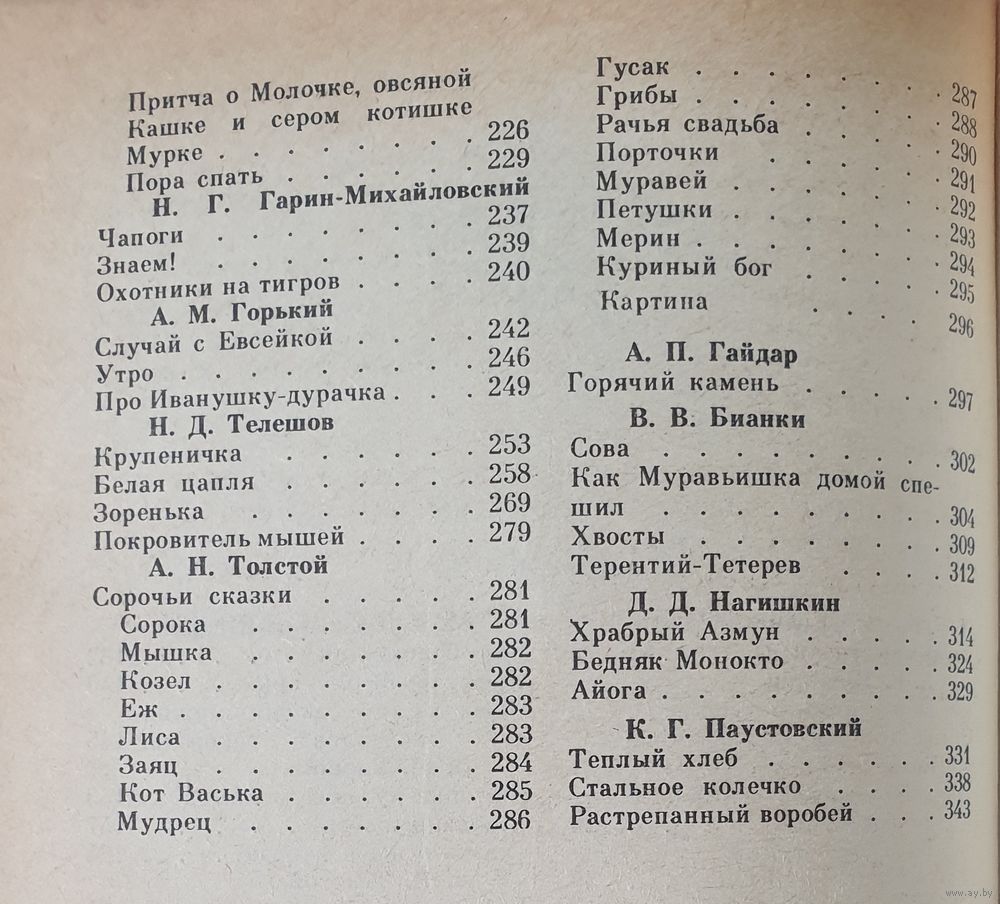 Притча о Молочке, овсяной
Кашке и сером котишке
Мурке . . . . . . . 226
Пора спать . . . . . . 229
Н. Г. Гарин-Михайловский
Чапоги . . . . . . . 237
Знаем! . . . . . . . 239
Охотники на тигров . . . . 240
А. М. Горький
Случай с Евсейкой . . . . 242
Утро . . . . . . . . 246
Про Иванушку-дурачка . . . 249
Н. Д. Телешов
Крупеничка . . . . . . 253
Белая цапля . . . . . . 258
Зоренька . . . . . . . 269
Покровитель мышей . . . . 279
А. Н. Толстой
Сорочьи сказки . . . . . 281
Сорока . . . . . . . 281
Мышка . . . . . . . 282
Козел . . . . . . . . 282
Еж . . . . . . . . . 283
Лиса . . . . . . . . 283
Заяц . . . . . . . . 284
Кот Васька . . . . . . 285
Мудрец . . . . . . . 286
Гусак . . . . . . . 287
Грибы . . . . . . . 288
Рачья свадьба . . . . 290
Порточки . . . . . 291
Муравей . . . . . . 292
Петушки . . . . . . 293
Мерин . . . . . . . 294
Куриный бог . . . . 295
Картина . . . . 296
А. П. Гайдар
Горячий камень . . . . 297
В. В. Бианки
Сова . . . . . . . . 302
Как Муравьишка домой спе-
шил . . . . . . . . 304
Хвосты . . . . . . . 309
Терентий-Тетерев . . . . 312
Д. Д. Нагишкин
Храбрый Азмун . . . . . 314
Бедняк Монокто . . . . . 324
Айога . . . . . . . . . 329
К. Г. Паустовский
Теплый хлеб . . . . . . 331
Стальное колечко . . . . 338
Растрепанный воробей . . . 343
www.ay.by